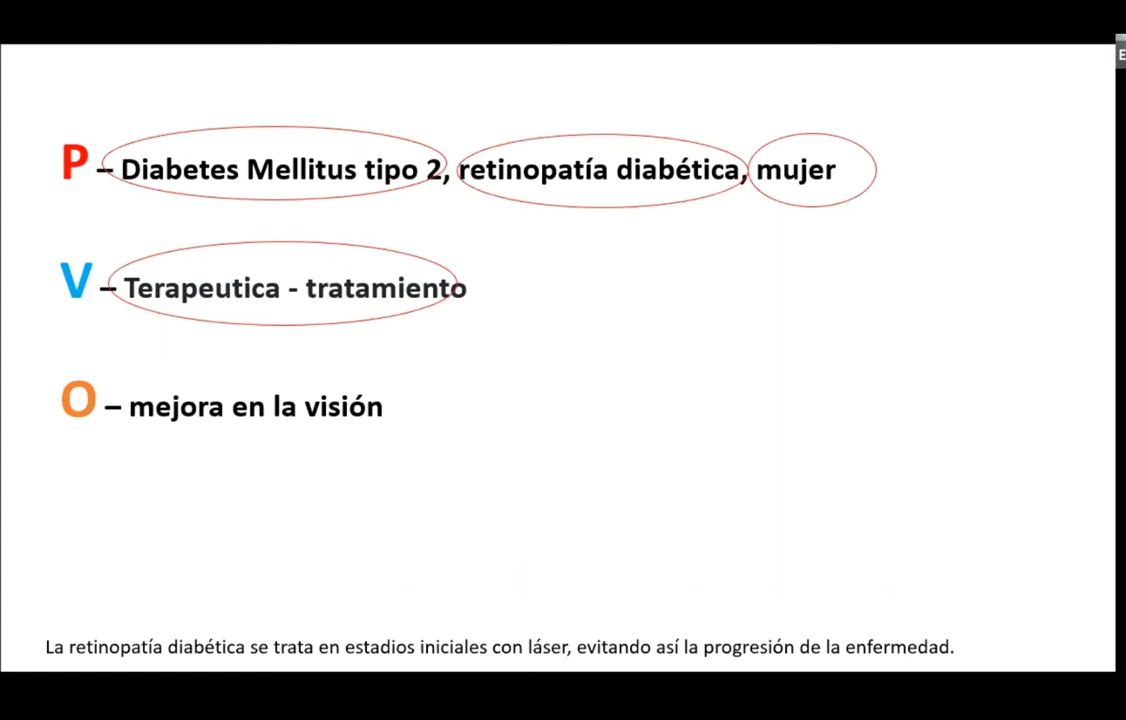 P – Diabetes Mellitus tipo 2, retinopatía diabética, mujer
V – Terapeutica - tratamiento
O – mejora en la visión
La retinopatía diabética se trata en estadios iniciales con láser, evitando así la progresión de la enfermedad.
E